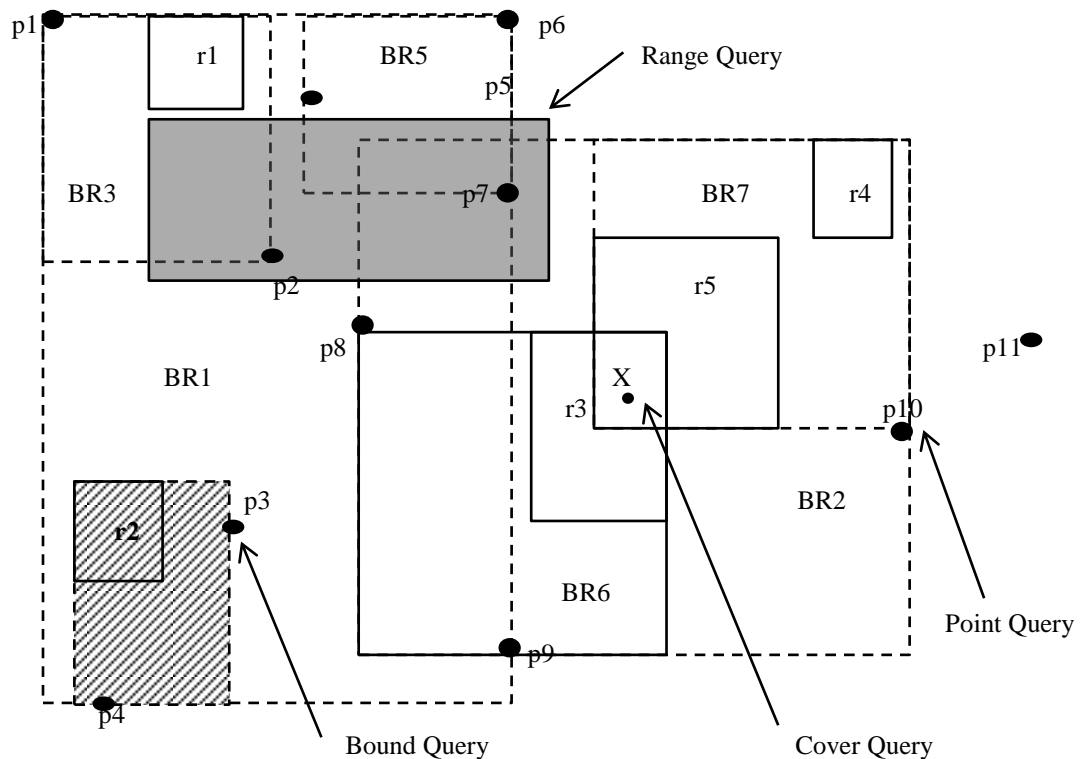 p1
r1
BR5
p6
Range Query
p5
BR3
p7
BR7
r4
p2
r5
p8
p11
BR1
X
r3
p10
p3
r2
BR2
BR6
Point Query
p9
p4
Bound Query
Cover Query